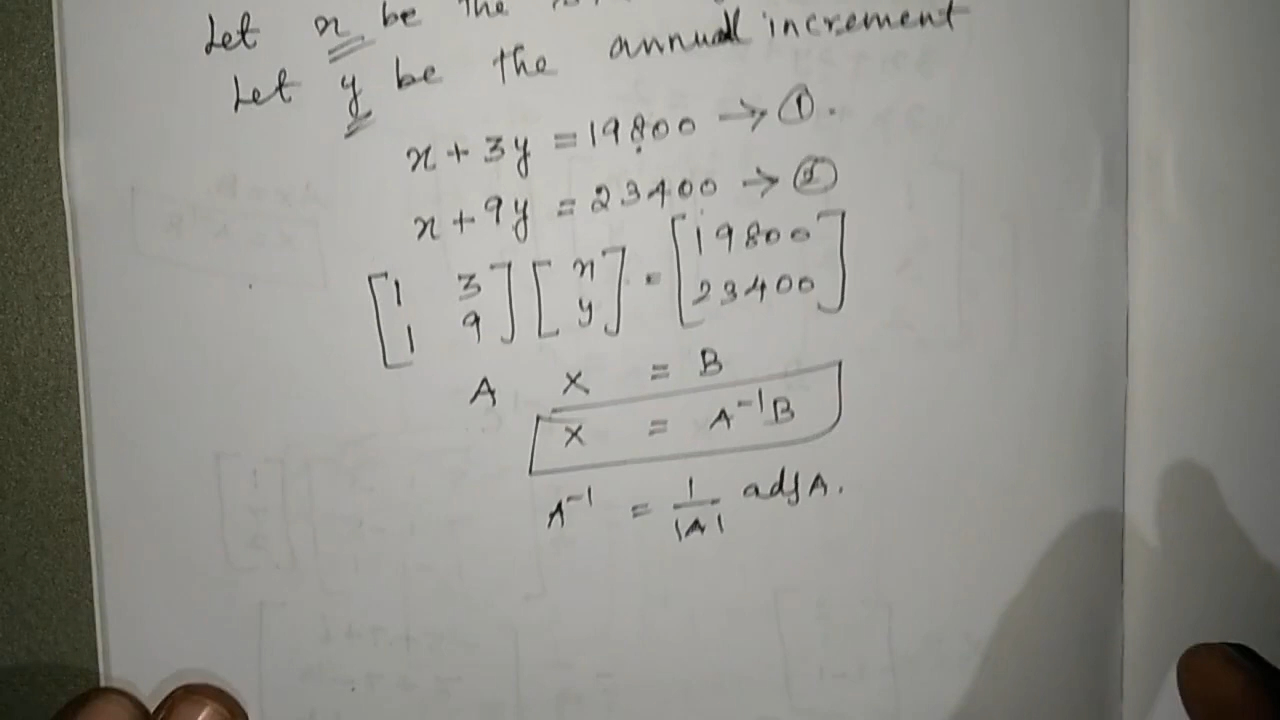 Let x be the
Let y be the annual increment
x + 3y = 19800 → ①.
x + 9y = 23400 → ②
[1 3] [x] = [19800]
[1 9] [y] [23400]
A X = B
X = A⁻¹B
A⁻¹ = 1/|A| adj A.